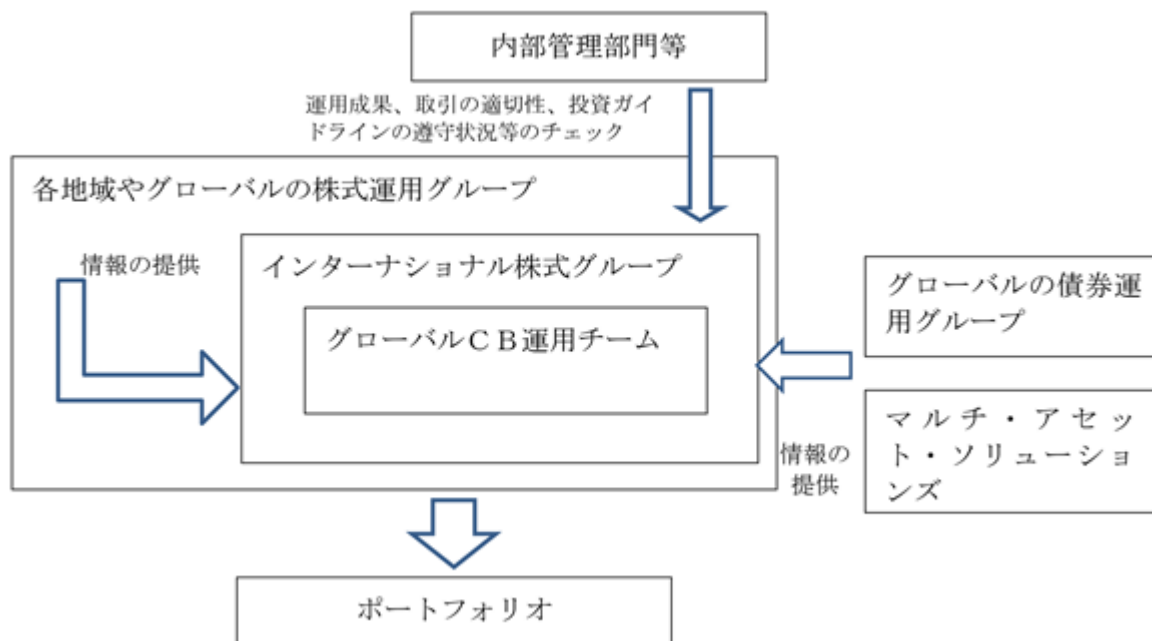 内部管理部門等
運用成果、取引の適切性、投資ガイ
ドラインの遵守状況等のチェック
各地域やグローバルの株式運用グループ
情報の提供
インターナショナル株式グループ
グローバルＣＢ運用チーム
グローバルの債券運
用グループ
マルチ・アセッ
ト・ソリューショ
ンズ
情報の
提供
ポートフォリオ